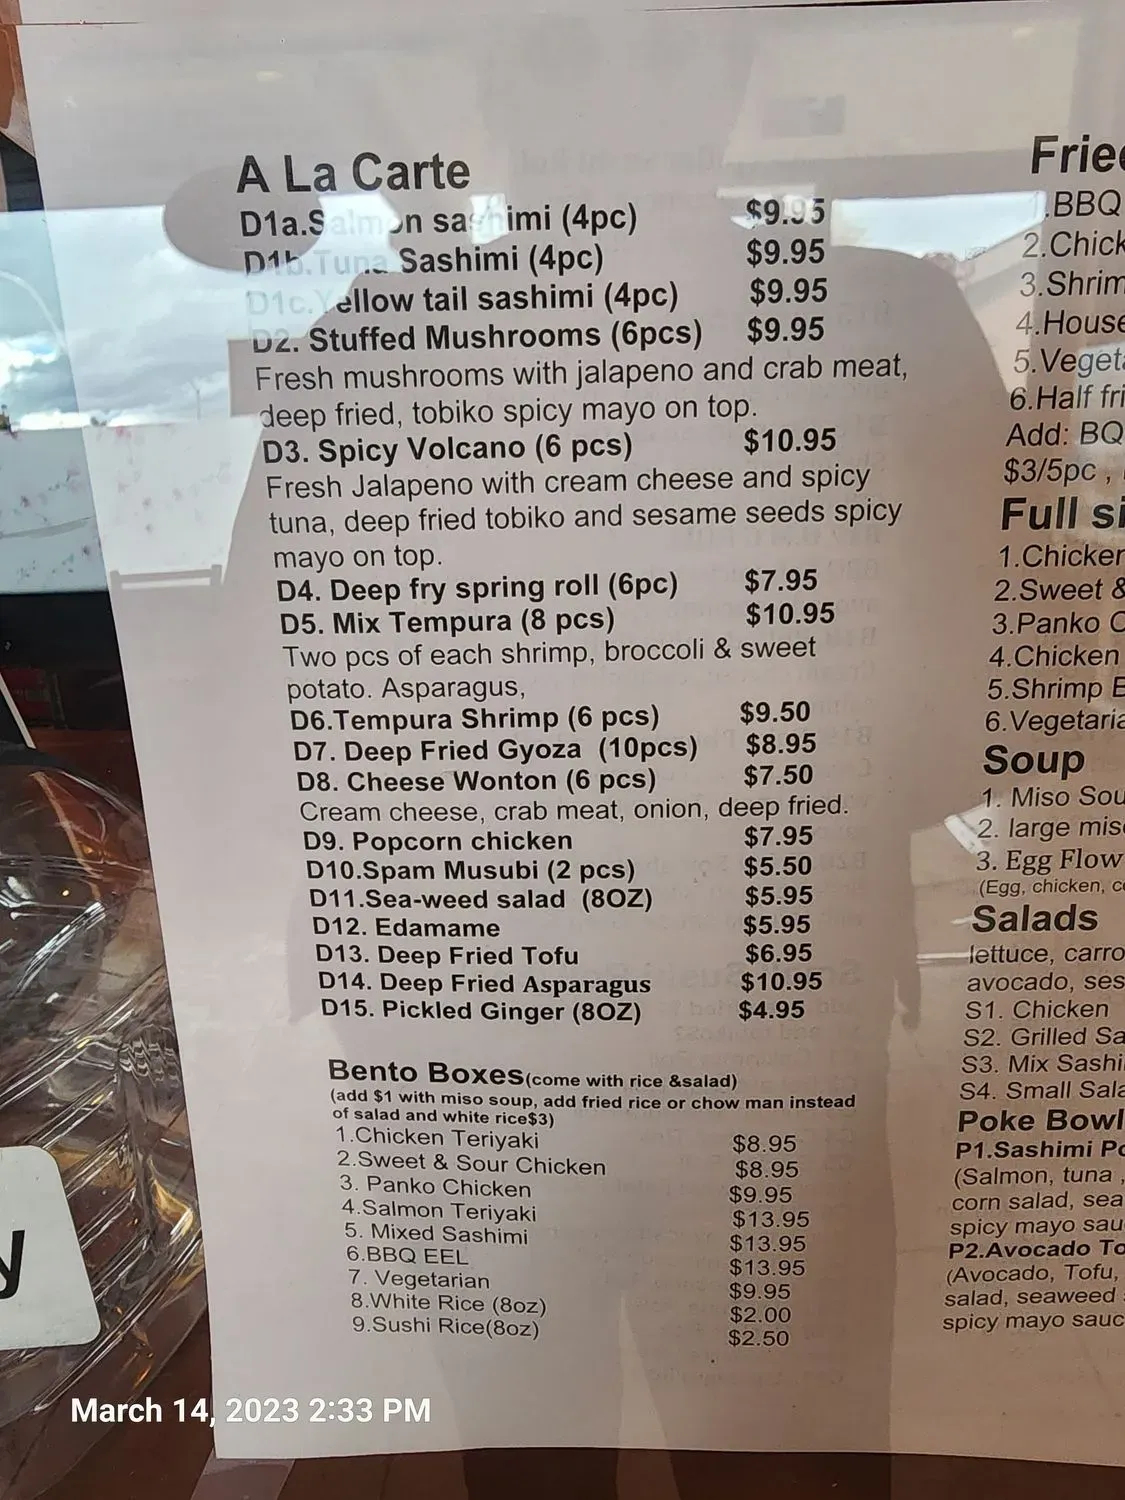 A La Carte
D1a.Salmon sashimi (4pc) $9.95
D1b.Tuna Sashimi (4pc) $9.95
D1c.Yellow tail sashimi (4pc) $9.95
D2. Stuffed Mushrooms (6pcs) $9.95
Fresh mushrooms with jalapeno and crab meat,
deep fried, tobiko spicy mayo on top.
D3. Spicy Volcano (6 pcs) $10.95
Fresh Jalapeno with cream cheese and spicy
tuna, deep fried tobiko and sesame seeds spicy
mayo on top.
D4. Deep fry spring roll (6pc) $7.95
D5. Mix Tempura (8 pcs) $10.95
Two pcs of each shrimp, broccoli & sweet
potato. Asparagus,
D6.Tempura Shrimp (6 pcs) $9.50
D7. Deep Fried Gyoza (10pcs) $8.95
D8. Cheese Wonton (6 pcs) $7.50
Cream cheese, crab meat, onion, deep fried.
D9. Popcorn chicken $7.95
D10.Spam Musubi (2 pcs) $5.50
D11.Sea-weed salad (8OZ) $5.95
D12. Edamame $5.95
D13. Deep Fried Tofu $6.95
D14. Deep Fried Asparagus $10.95
D15. Pickled Ginger (8OZ) $4.95
Bento Boxes(come with rice &salad)
(add $1 with miso soup, add fried rice or chow man instead
of salad and white rice$3)
1.Chicken Teriyaki $8.95
2.Sweet & Sour Chicken $8.95
3. Panko Chicken $9.95
4.Salmon Teriyaki $13.95
5. Mixed Sashimi $13.95
6.BBQ EEL $13.95
7. Vegetarian $9.95
8.White Rice (8oz) $2.00
9.Sushi Rice(8oz) $2.50
1.BBQ
2.Chick
3.Shrim
4.House
5.Veget
6.Half fri
Add: BQ
$3/5pc ,
Full si
1.Chicken
2.Sweet &
3.Panko C
4.Chicken
5.Shrimp E
6.Vegetaria
Soup
1. Miso Sou
2. large mis
3. Egg Flow
(Egg, chicken, c
Salads
lettuce, carro
avocado, ses
S1. Chicken
S2. Grilled Sa
S3. Mix Sashi
S4. Small Sala
Poke Bowl
P1.Sashimi Po
(Salmon, tuna ,
corn salad, sea
spicy mayo sau
P2.Avocado To
(Avocado, Tofu,
salad, seaweed
spicy mayo sauc
y
March 14, 2023 2:33 PM